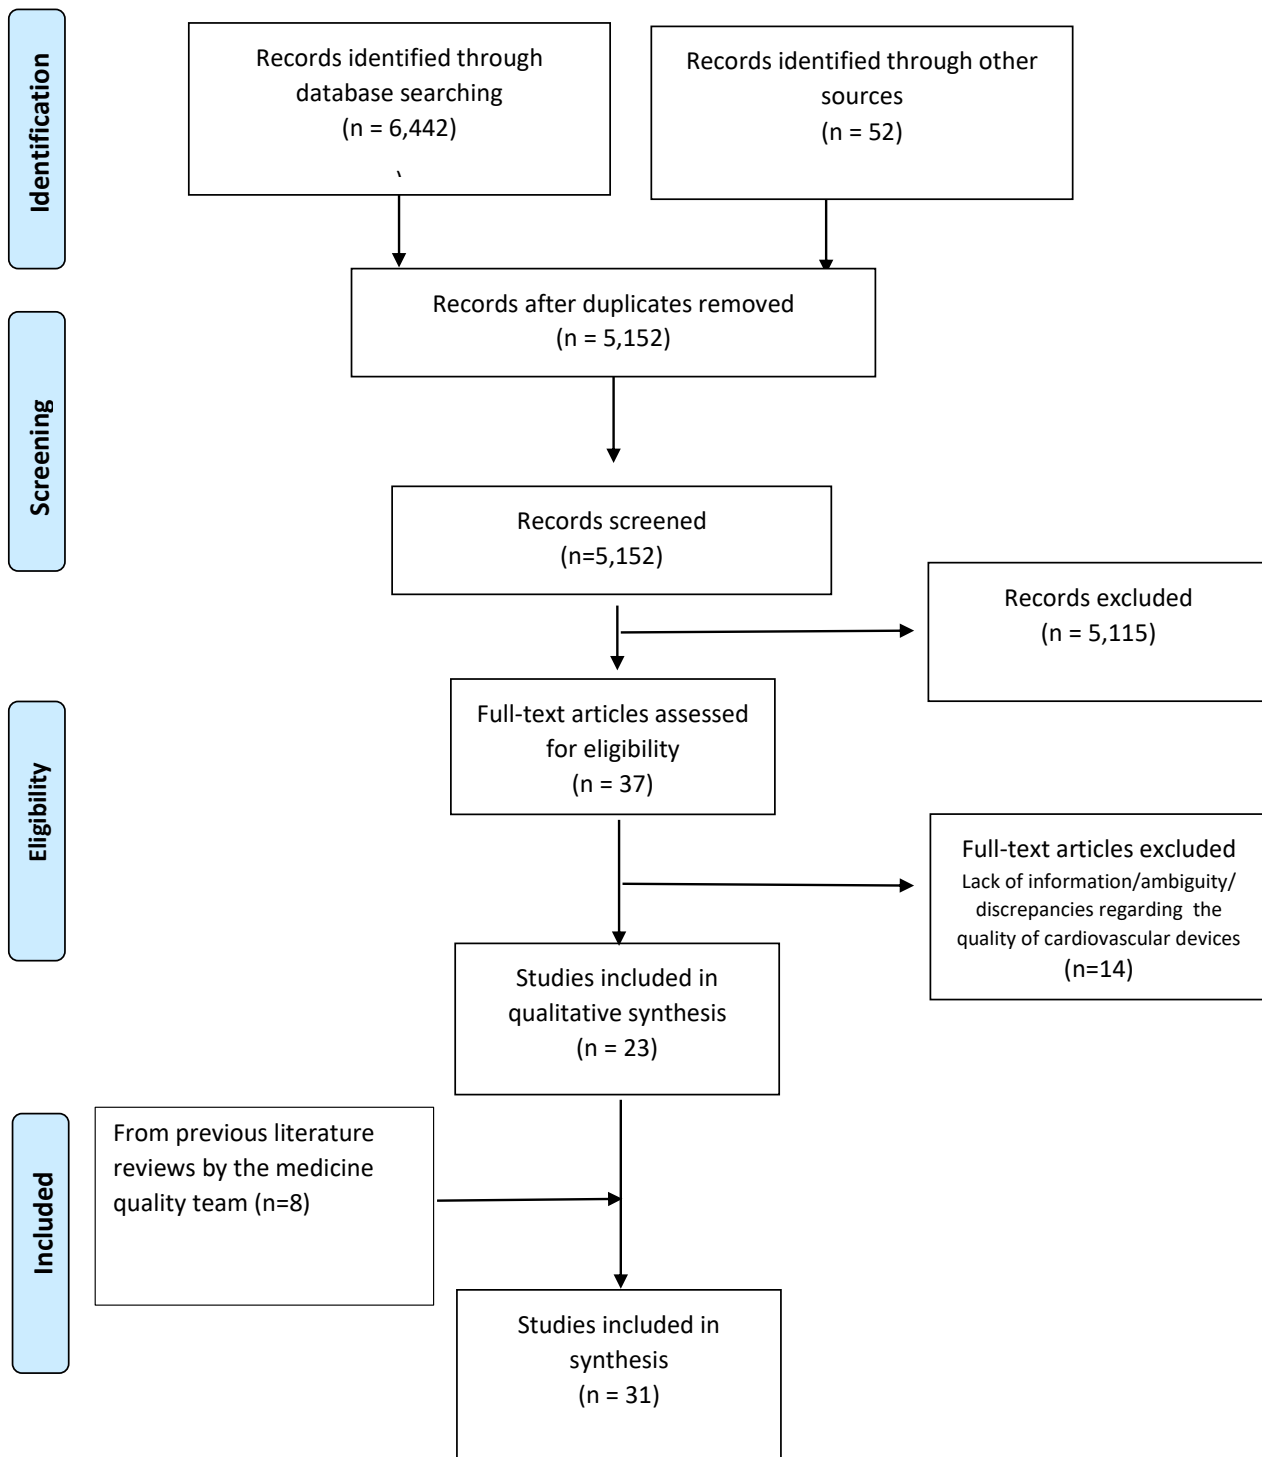 Identification
Records identified through
database searching
(n = 6,442)
Records identified through other
sources
(n = 52)
Records after duplicates removed
(n = 5,152)
Screening
Records screened
(n=5,152)
Records excluded
(n = 5,115)
Eligibility
Full-text articles assessed
for eligibility
(n = 37)
Full-text articles excluded
Lack of information/ambiguity/
discrepancies regarding the
quality of cardiovascular devices
(n=14)
Studies included in
qualitative synthesis
(n = 23)
Included
From previous literature
reviews by the medicine
quality team (n=8)
Studies included in
synthesis
(n = 31)